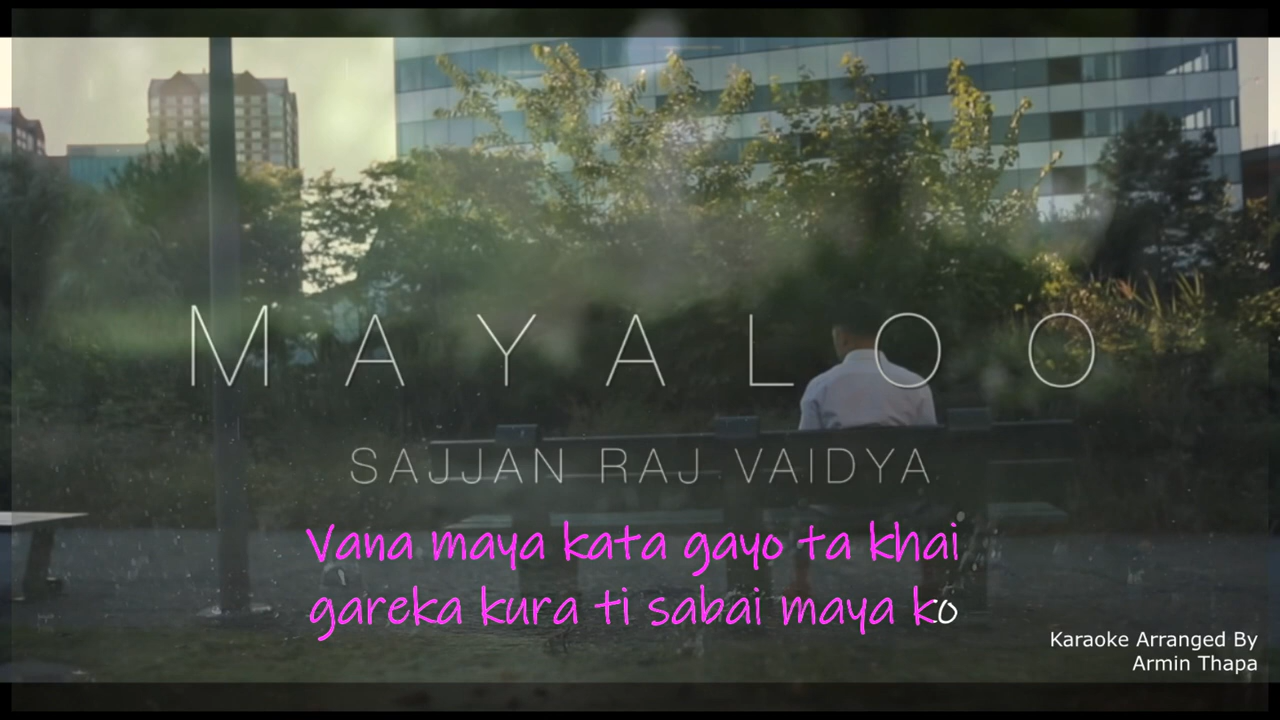 MAYALOO
SAJJAN RAJ VAIDYA
Vana maya kata gayo ta khai
gareka kura ti sabai maya ko
Karaoke Arranged By
Armin Thapa